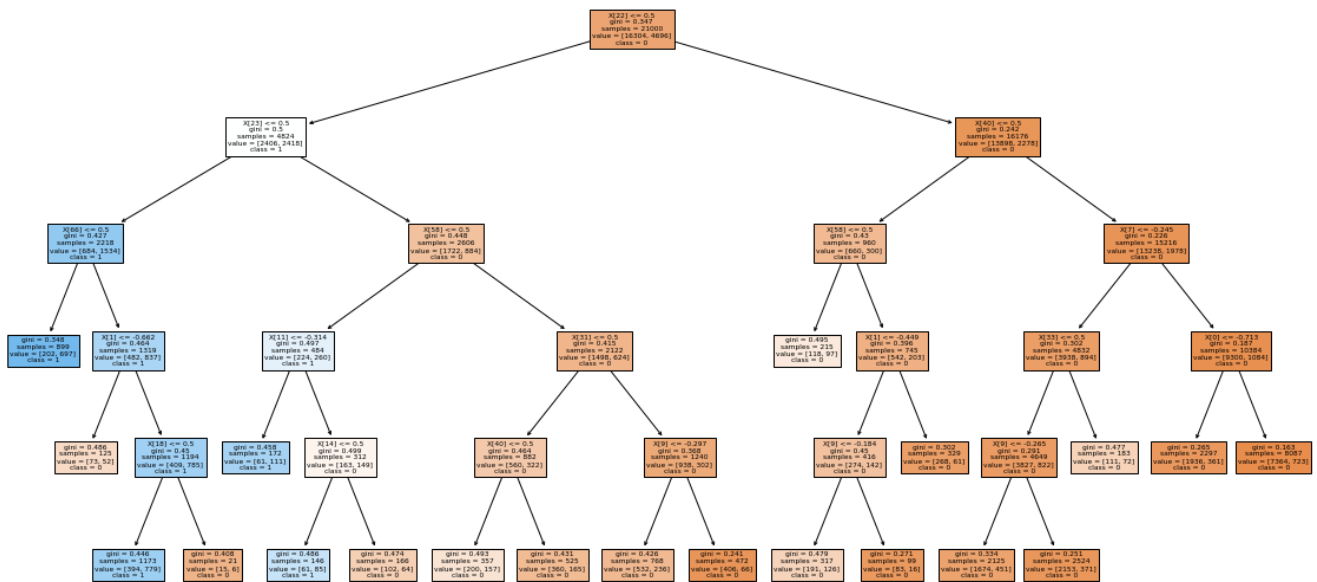 X[22] <= 0.5
gini = 0.347
samples = 21000
value = [16304, 4696]
class = 0
X[23] <= 0.5
gini = 0.5
samples = 4824
value = [2406, 2418]
class = 1
X[40] <= 0.5
gini = 0.242
samples = 16176
value = [13898, 2278]
class = 0
X[66] <= 0.5
gini = 0.427
samples = 2218
value = [684, 1534]
class = 1
X[58] <= 0.5
gini = 0.448
samples = 2606
value = [1722, 884]
class = 0
X[58] <= 0.5
gini = 0.43
samples = 960
value = [660, 300]
class = 0
X[7] <= -0.245
gini = 0.226
samples = 15216
value = [13238, 1978]
class = 0
gini = 0.348
samples = 899
value = [202, 697]
class = 1
X[1] <= -0.662
gini = 0.464
samples = 1319
value = [482, 837]
class = 1
X[11] <= -0.314
gini = 0.497
samples = 484
value = [224, 260]
class = 1
X[31] <= 0.5
gini = 0.415
samples = 2122
value = [1498, 624]
class = 0
gini = 0.495
samples = 215
value = [118, 97]
class = 0
X[1] <= -0.449
gini = 0.396
samples = 745
value = [542, 203]
class = 0
X[33] <= 0.5
gini = 0.302
samples = 4832
value = [3938, 894]
class = 0
X[0] <= -0.713
gini = 0.187
samples = 10384
value = [9300, 1084]
class = 0
gini = 0.486
samples = 125
value = [73, 52]
class = 0
X[18] <= 0.5
gini = 0.45
samples = 1194
value = [409, 785]
class = 1
gini = 0.458
samples = 172
value = [61, 111]
class = 1
X[14] <= 0.5
gini = 0.499
samples = 312
value = [163, 149]
class = 0
X[40] <= 0.5
gini = 0.464
samples = 882
value = [560, 322]
class = 0
X[9] <= -0.297
gini = 0.368
samples = 1240
value = [938, 302]
class = 0
X[9] <= -0.184
gini = 0.45
samples = 416
value = [274, 142]
class = 0
gini = 0.302
samples = 329
value = [268, 61]
class = 0
X[9] <= -0.265
gini = 0.291
samples = 4649
value = [3827, 822]
class = 0
gini = 0.477
samples = 183
value = [111, 72]
class = 0
gini = 0.265
samples = 2297
value = [1936, 361]
class = 0
gini = 0.163
samples = 8087
value = [7364, 723]
class = 0
gini = 0.446
samples = 1173
value = [394, 779]
class = 1
gini = 0.408
samples = 21
value = [15, 6]
class = 0
gini = 0.486
samples = 146
value = [61, 85]
class = 1
gini = 0.474
samples = 166
value = [102, 64]
class = 0
gini = 0.493
samples = 357
value = [200, 157]
class = 0
gini = 0.431
samples = 525
value = [360, 165]
class = 0
gini = 0.426
samples = 768
value = [532, 236]
class = 0
gini = 0.241
samples = 472
value = [406, 66]
class = 0
gini = 0.479
samples = 317
value = [191, 126]
class = 0
gini = 0.271
samples = 99
value = [83, 16]
class = 0
gini = 0.334
samples = 2125
value = [1674, 451]
class = 0
gini = 0.251
samples = 2524
value = [2153, 371]
class = 0